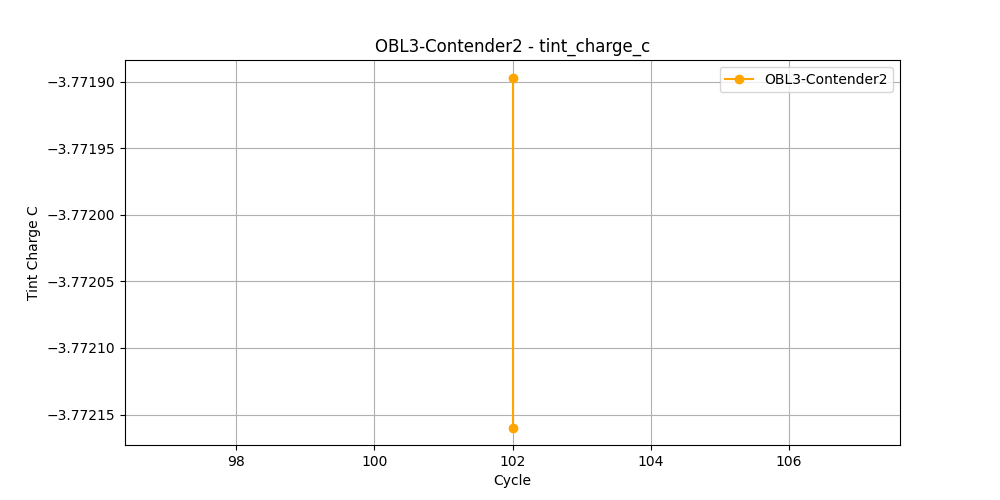 OBL3-Contender2 - tint_charge_c
OBL3-Contender2
−3.77190
−3.77195
−3.77200
−3.77205
−3.77210
−3.77215
Tint Charge C
98 100 102 104 106
Cycle